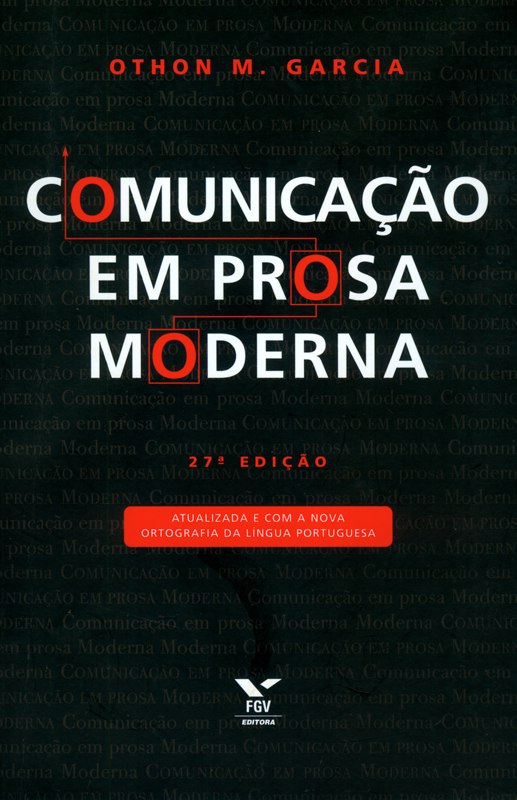 OTHON M. GARCIA
COMUNICAÇÃO
EM PROSA
MODERNA
27ª EDIÇÃO
ATUALIZADA E COM A NOVA
ORTOGRAFIA DA LÍNGUA PORTUGUESA
FGV
EDITORA